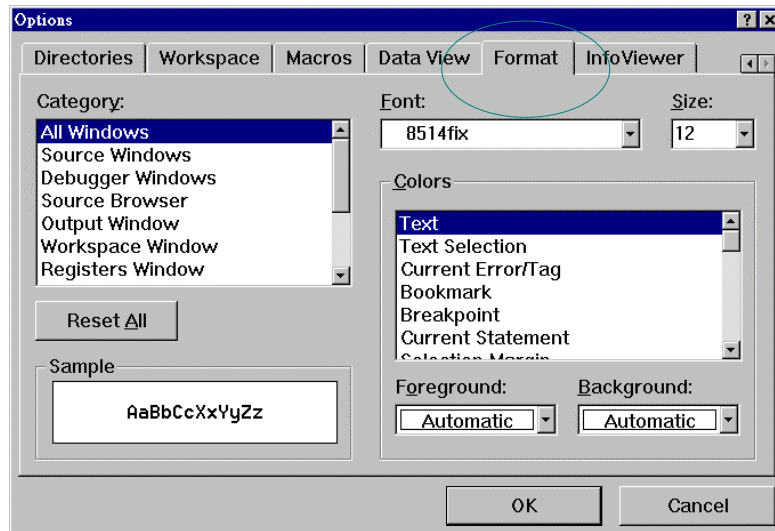 Options
Directories Workspace Macros Data View Format InfoViewer
Category:
All Windows
Source Windows
Debugger Windows
Source Browser
Output Window
Workspace Window
Registers Window
Reset All
Sample
AaBbCcXxYyZz
Font:
8514fix
Size:
12
Colors
Text
Text Selection
Current Error/Tag
Bookmark
Breakpoint
Current Statement
Selection Margin
Foreground:
Automatic
Background:
Automatic
OK
Cancel